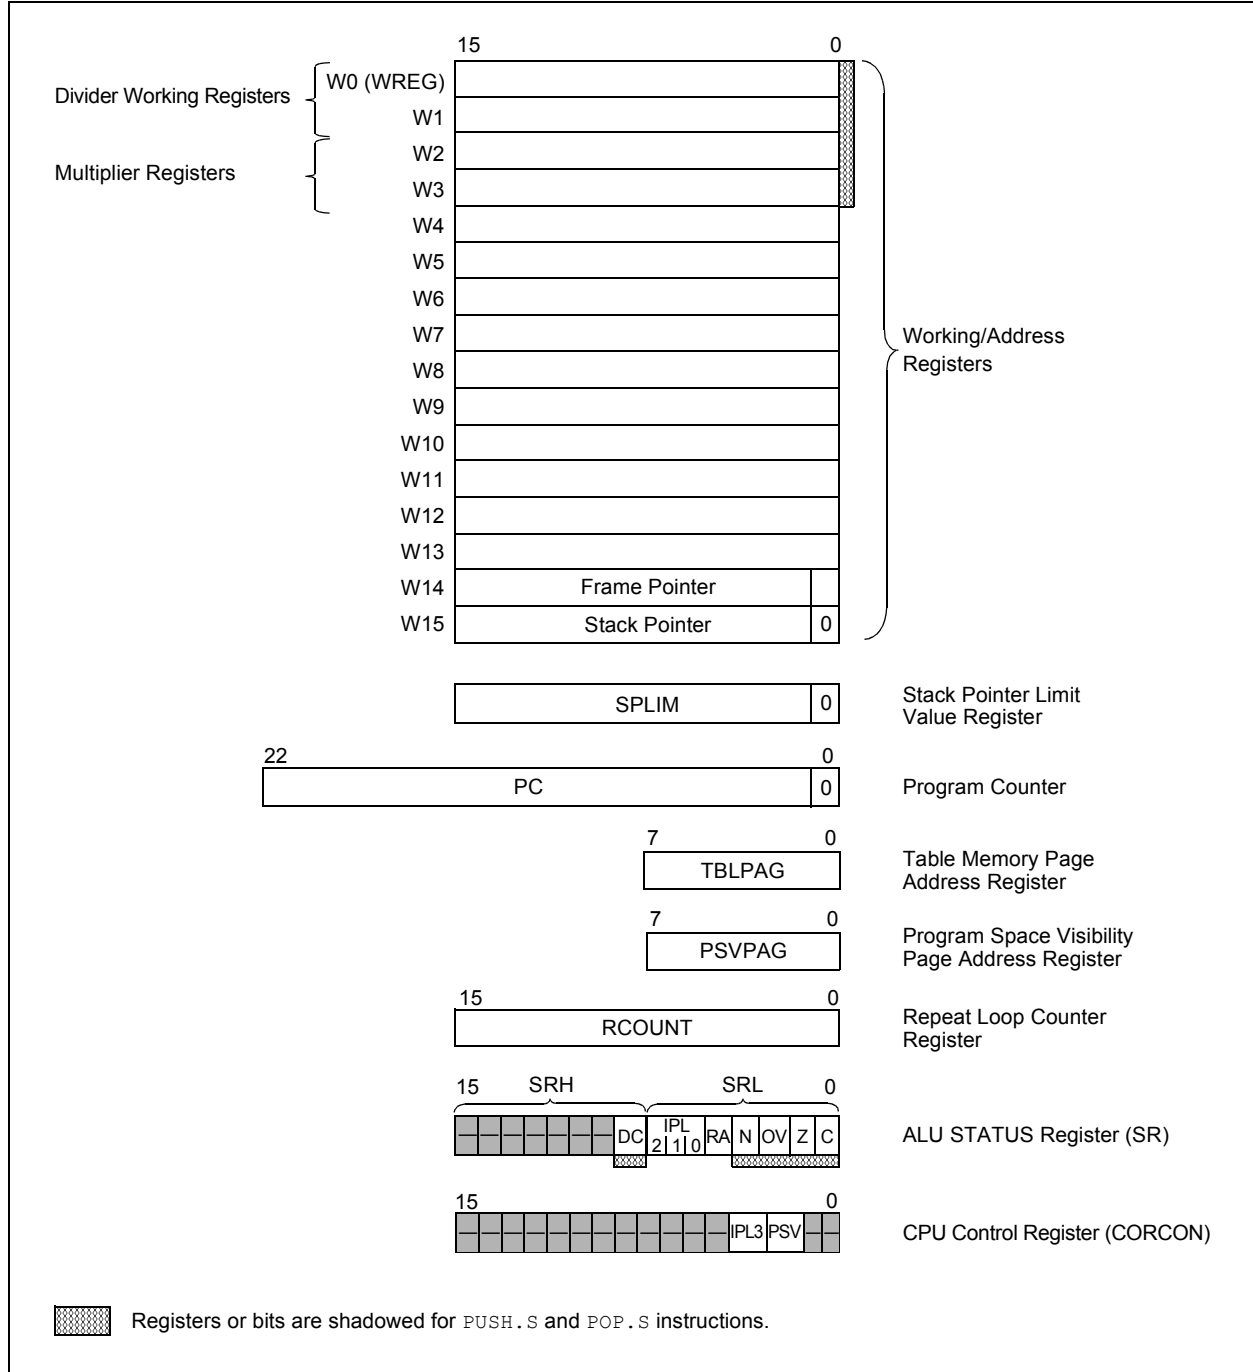 15 0
Divider Working Registers
W0 (WREG)
W1
Multiplier Registers
W2
W3
W4
W5
W6
W7
Working/Address
Registers
W8
W9
W10
W11
W12
W13
W14 Frame Pointer
W15 Stack Pointer 0
SPLIM 0
Stack Pointer Limit
Value Register
22 0
PC 0 Program Counter
7 0
TBLPAG
Table Memory Page
Address Register
7 0
PSVPAG
Program Space Visibility
Page Address Register
15 0
RCOUNT
Repeat Loop Counter
Register
15 SRH SRL 0
— — — — — — — DC IPL 2 1 0 RA N OV Z C ALU STATUS Register (SR)
15 0
— — — — — — — — — — — — IPL3 PSV — — CPU Control Register (CORCON)
Registers or bits are shadowed for PUSH.S and POP.S instructions.